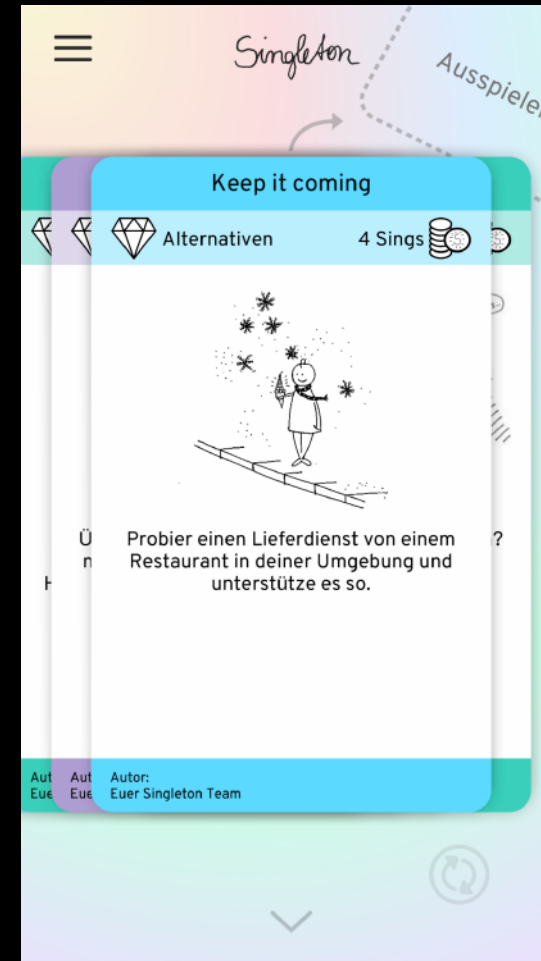 Singleton
Ausspielen
Keep it coming
Alternativen
4 Sings
Probier einen Lieferdienst von einem
Restaurant in deiner Umgebung und
unterstütze es so.
Autor:
Euer Singleton Team